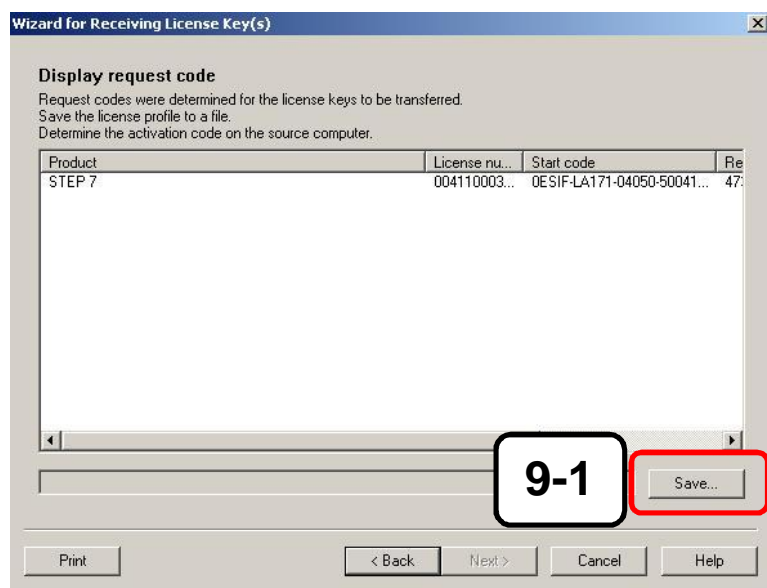 Wizard for Receiving License Key(s)
Display request code
Request codes were determined for the license keys to be transferred.
Save the license profile to a file.
Determine the activation code on the source computer.
Product License nu... Start code Re
STEP 7 004110003... 0ESIF-LA171-04050-50041... 47
9-1
Save...
Print < Back Next > Cancel Help